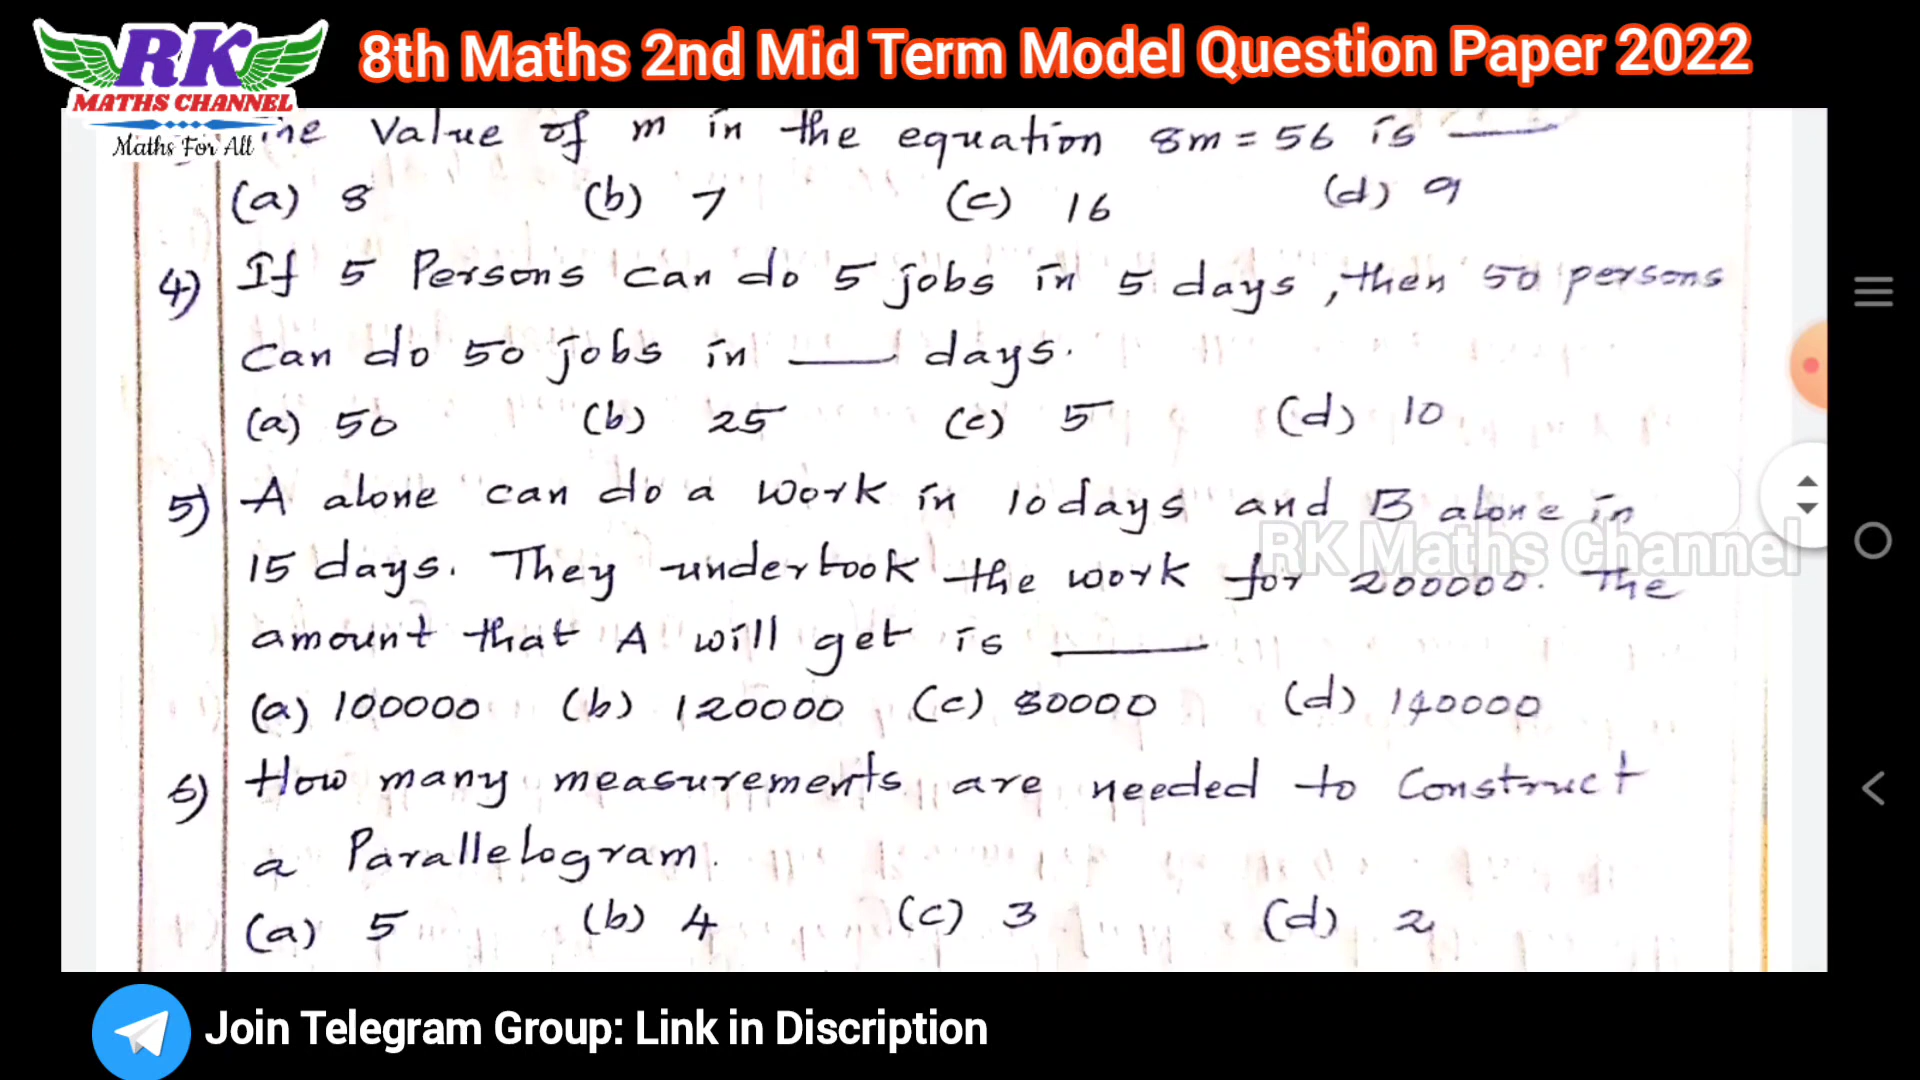 RK
MATHS CHANNEL
Maths For All
8th Maths 2nd Mid Term Model Question Paper 2022
Value of m in the equation 8m = 56 is ____
(a) 8 (b) 7 (c) 16 (d) 9
4) If 5 Persons can do 5 jobs in 5 days, then 50 persons
can do 50 jobs in ____ days.
(a) 50 (b) 25 (c) 5 (d) 10
5) A alone can do a work in 10 days and B alone in
15 days. They undertook the work for 200000. The
amount that A will get is ____
(a) 100000 (b) 120000 (c) 80000 (d) 140000
RK Maths Channel
6) How many measurements are needed to Construct
a Parallelogram.
(a) 5 (b) 4 (c) 3 (d) 2
Join Telegram Group: Link in Discription